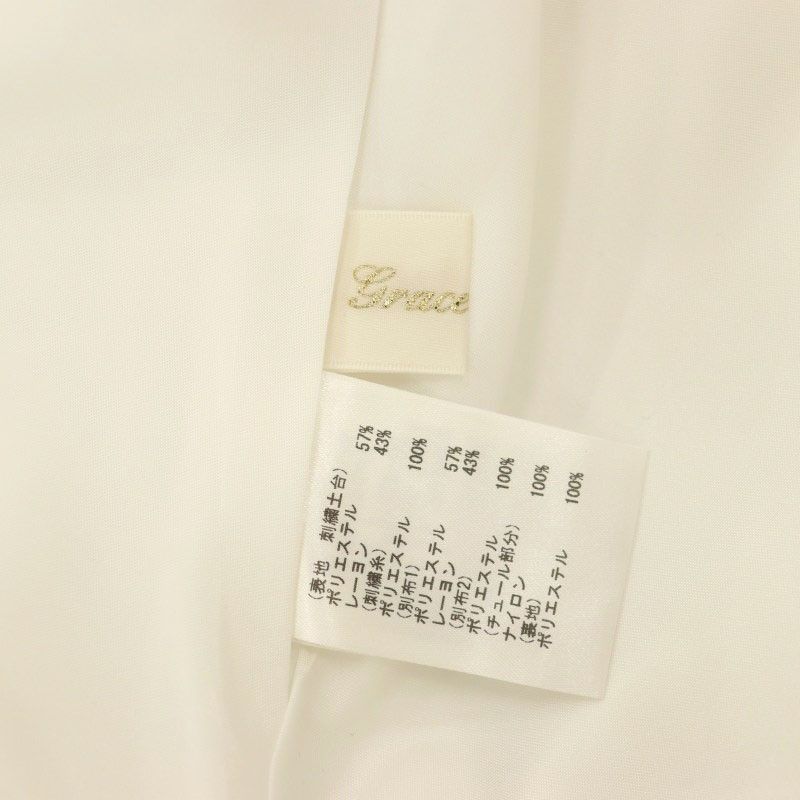 Grace
(表地　刺繍土台)
ポリエステル 57%
レーヨン 43%
(刺繍糸)
ポリエステル 100%
(別布1)
ポリエステル 57%
レーヨン 43%
(別布2)
ポリエステル 100%
(チュール部分)
ナイロン 100%
(裏地)
ポリエステル 100%